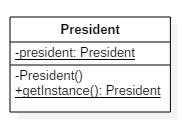 President
-president: President
-President()
+getInstance(): President